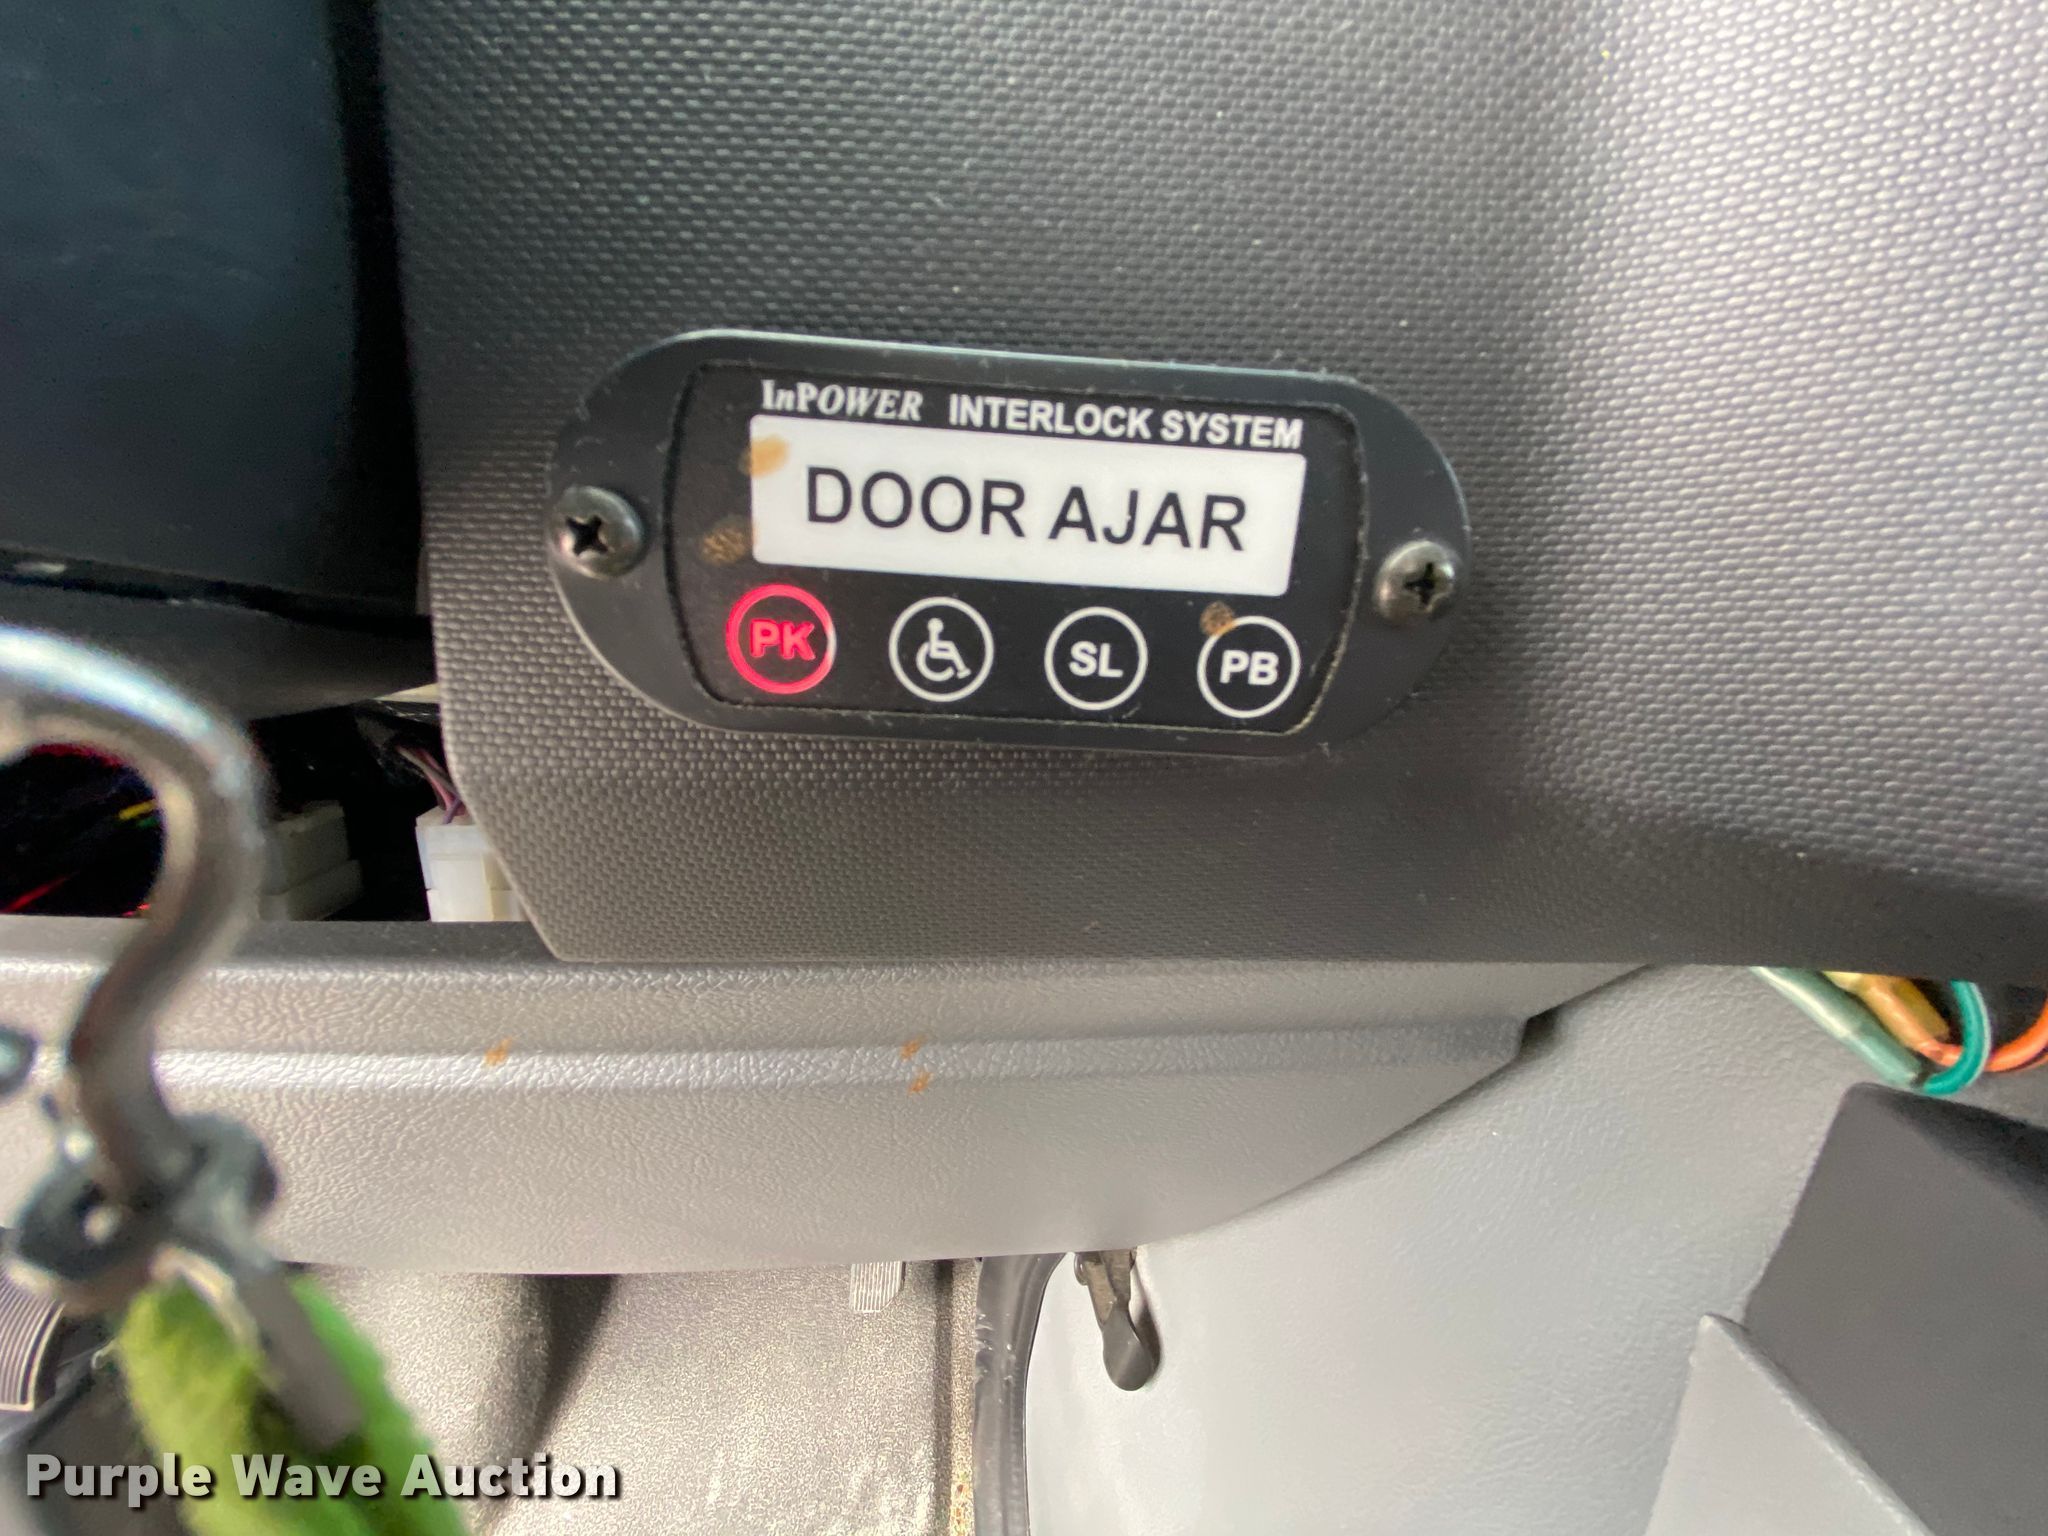 InPOWER INTERLOCK SYSTEM
DOOR AJAR
PK SL PB
Purple Wave Auction